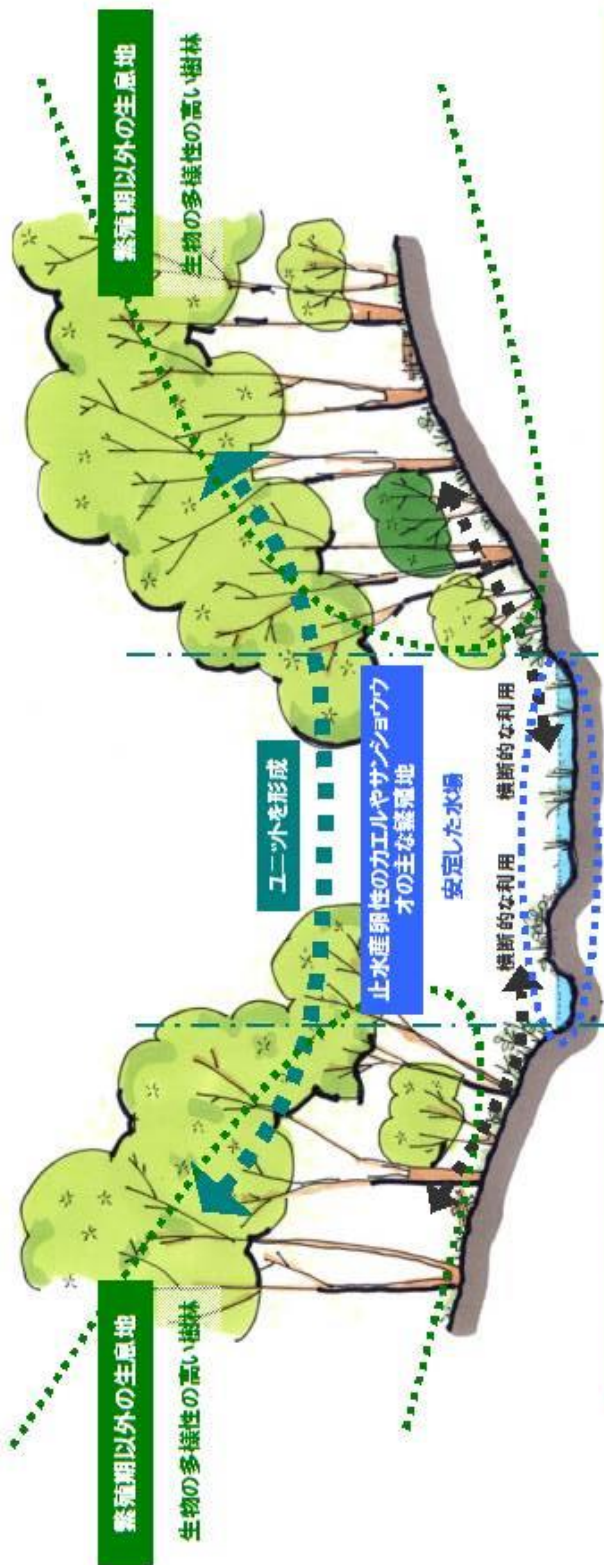 繁殖期以外の生息地
生物の多様性の高い樹林
ユニットを形成
止水産卵性のカエルやサンショウウ
オの主な繁殖地
安定した水場
横断的な利用
横断的な利用
繁殖期以外の生息地
生物の多様性の高い樹林